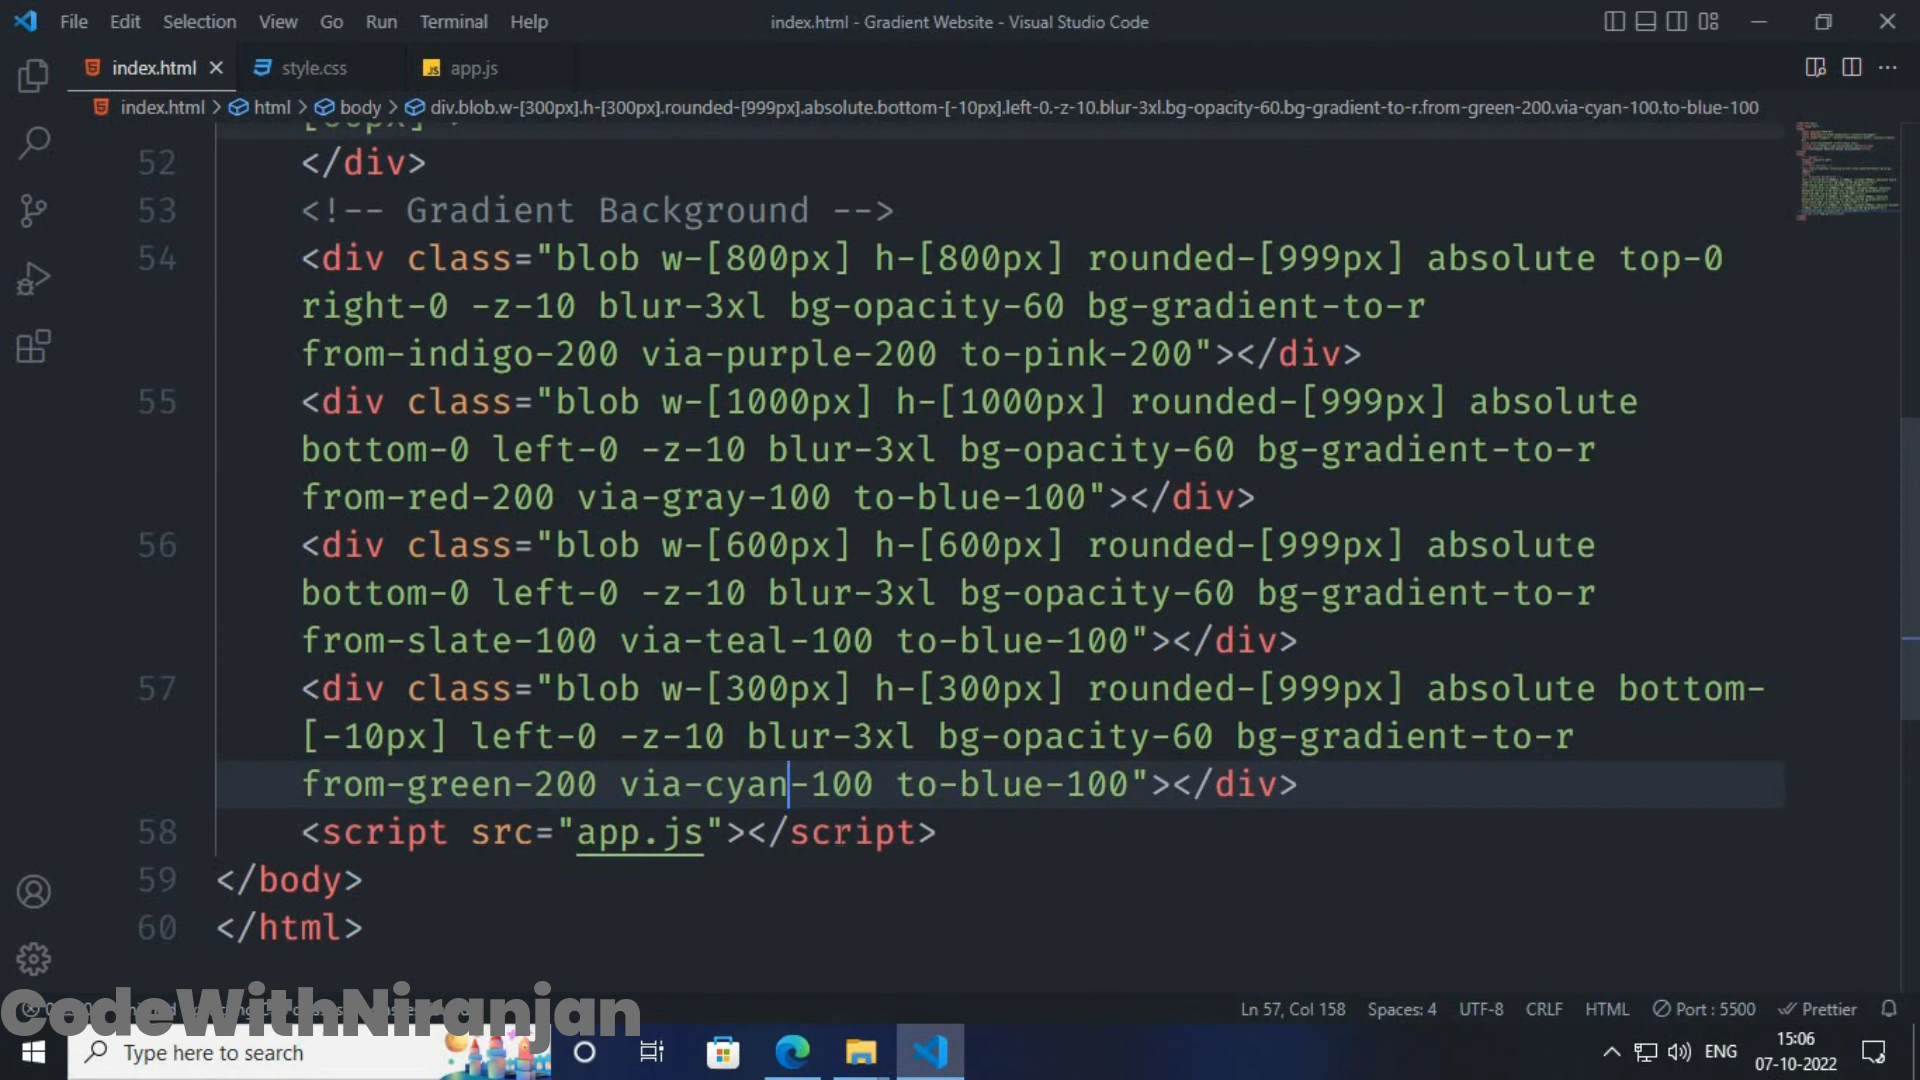 File Edit Selection View Go Run Terminal Help
index.html - Gradient Website - Visual Studio Code
index.html
style.css
JS app.js
index.html > html > body > div.blob.w-[300px].h-[300px].rounded-[999px].absolute.bottom-[-10px].left-0.-z-10.blur-3xl.bg-opacity-60.bg-gradient-to-r.from-green-200.via-cyan-100.to-blue-100
52 </div>
53 <!-- Gradient Background -->
54 <div class="blob w-[800px] h-[800px] rounded-[999px] absolute top-0
right-0 -z-10 blur-3xl bg-opacity-60 bg-gradient-to-r
from-indigo-200 via-purple-200 to-pink-200"></div>
55 <div class="blob w-[1000px] h-[1000px] rounded-[999px] absolute
bottom-0 left-0 -z-10 blur-3xl bg-opacity-60 bg-gradient-to-r
from-red-200 via-gray-100 to-blue-100"></div>
56 <div class="blob w-[600px] h-[600px] rounded-[999px] absolute
bottom-0 left-0 -z-10 blur-3xl bg-opacity-60 bg-gradient-to-r
from-slate-100 via-teal-100 to-blue-100"></div>
57 <div class="blob w-[300px] h-[300px] rounded-[999px] absolute bottom-
[-10px] left-0 -z-10 blur-3xl bg-opacity-60 bg-gradient-to-r
from-green-200 via-cyan-100 to-blue-100"></div>
58 <script src="app.js"></script>
59 </body>
60 </html>
CodeWithNiranjan
Ln 57, Col 158 Spaces: 4 UTF-8 CRLF HTML Port : 5500 Prettier
Type here to search
ENG
15:06
07-10-2022